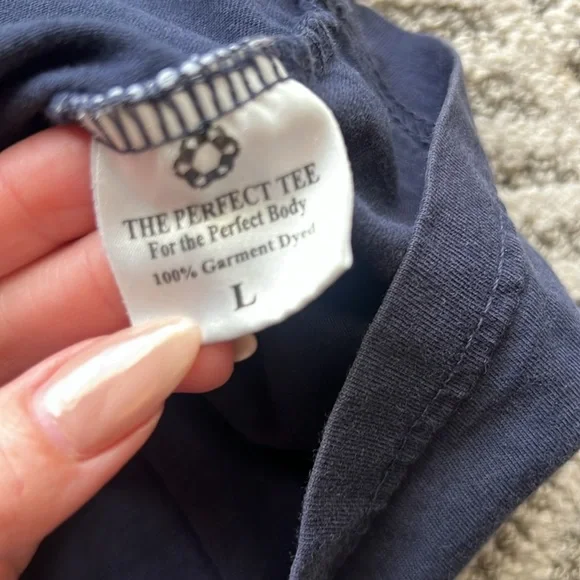 THE PERFECT TEE
For the Perfect Body
100% Garment Dyed
L